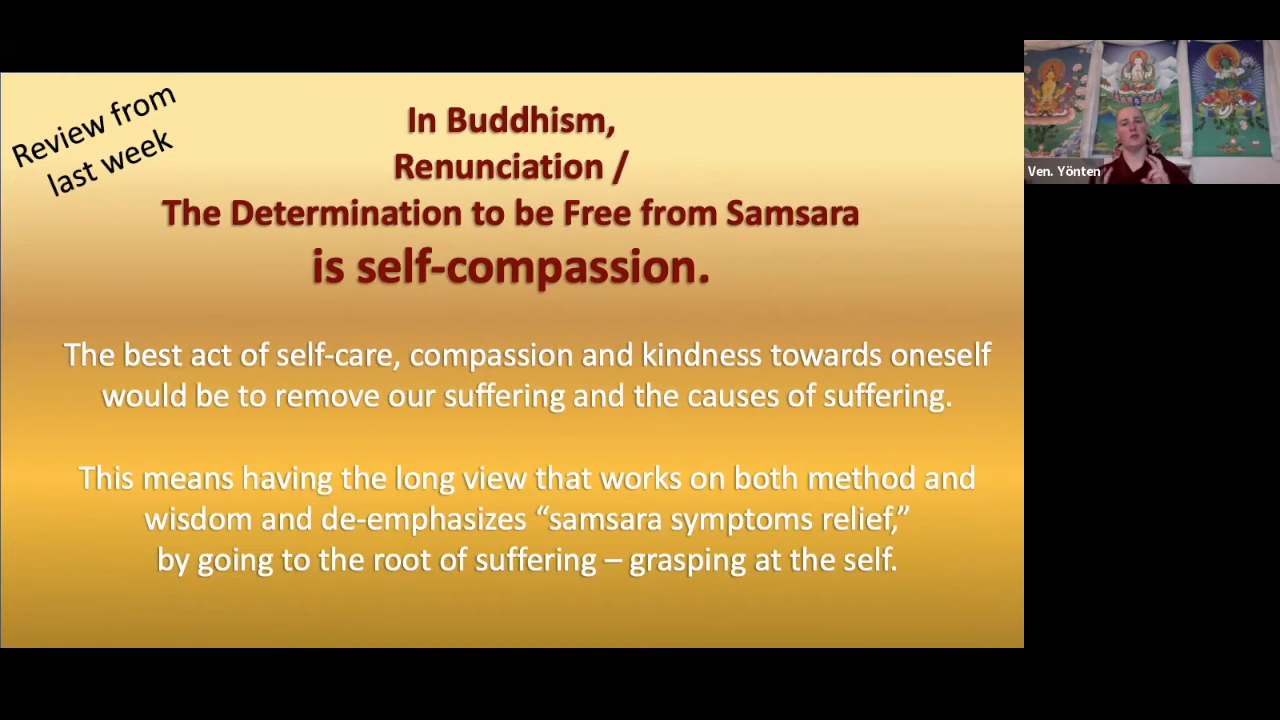 Review from
last week
In Buddhism,
Renunciation /
The Determination to be Free from Samsara
is self-compassion.
The best act of self-care, compassion and kindness towards oneself
would be to remove our suffering and the causes of suffering.
This means having the long view that works on both method and
wisdom and de-emphasizes “samsara symptoms relief,”
by going to the root of suffering – grasping at the self.
Ven. Yönten